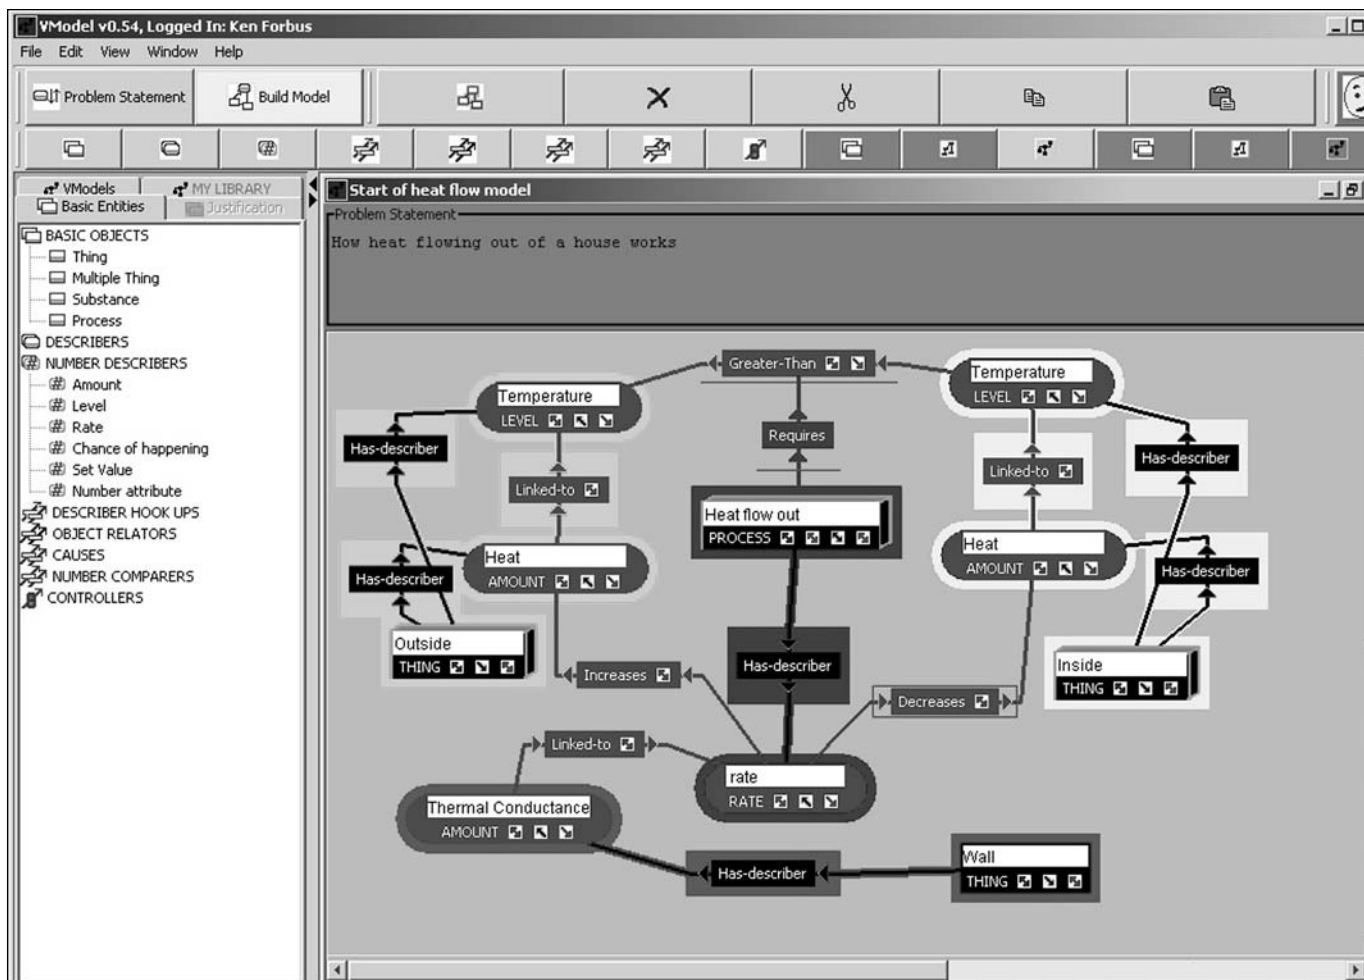 VModel v0.54, Logged In: Ken Forbus
File Edit View Window Help
Problem Statement
Build Model
VModels
MY LIBRARY
Basic Entities
Justification
BASIC OBJECTS
Thing
Multiple Thing
Substance
Process
DESCRIBERS
NUMBER DESCRIBERS
Amount
Level
Rate
Chance of happening
Set Value
Number attribute
DESCRIBER HOOK UPS
OBJECT RELATORS
CAUSES
NUMBER COMPARERS
CONTROLLERS
Start of heat flow model
Problem Statement
How heat flowing out of a house works
Greater-Than
Temperature
LEVEL
Temperature
LEVEL
Has-describer
Requires
Has-describer
Linked-to
Linked-to
Heat flow out
PROCESS
Heat
AMOUNT
Heat
AMOUNT
Has-describer
Has-describer
Outside
THING
Has-describer
Inside
THING
Increases
Decreases
Linked-to
rate
RATE
Thermal Conductance
AMOUNT
Has-describer
Wall
THING